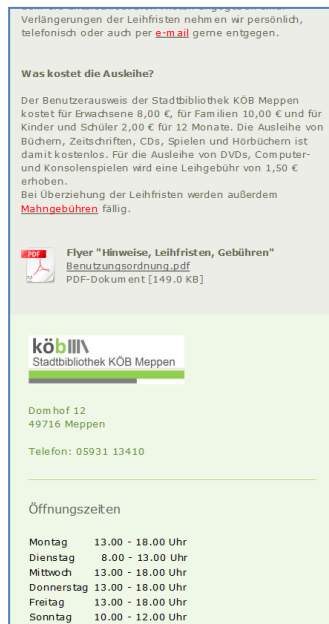 Verlängerungen der Leihfristen nehmen wir persönlich,
telefonisch oder auch per e-mail gerne entgegen.
Was kostet die Ausleihe?
Der Benutzerausweis der Stadtbibliothek KÖB Meppen
kostet für Erwachsene 8,00 €, für Familien 10,00 € und für
Kinder und Schüler 2,00 € für 12 Monate. Die Ausleihe von
Büchern, Zeitschriften, CDs, Spielen und Hörbüchern ist
damit kostenlos. Für die Ausleihe von DVDs, Computer-
und Konsolenspielen wird eine Leihgebühr von 1,50 €
erhoben.
Bei Überziehung der Leihfristen werden außerdem
Mahngebühren fällig.
PDF
Flyer "Hinweise, Leihfristen, Gebühren"
Benutzungsordnung.pdf
PDF-Dokument [149.0 KB]
köb
Stadtbibliothek KÖB Meppen
Domhof 12
49716 Meppen
Telefon: 05931 13410
Öffnungszeiten
Montag 13.00 - 18.00 Uhr
Dienstag 8.00 - 13.00 Uhr
Mittwoch 13.00 - 18.00 Uhr
Donnerstag 13.00 - 18.00 Uhr
Freitag 13.00 - 18.00 Uhr
Sonntag 10.00 - 12.00 Uhr